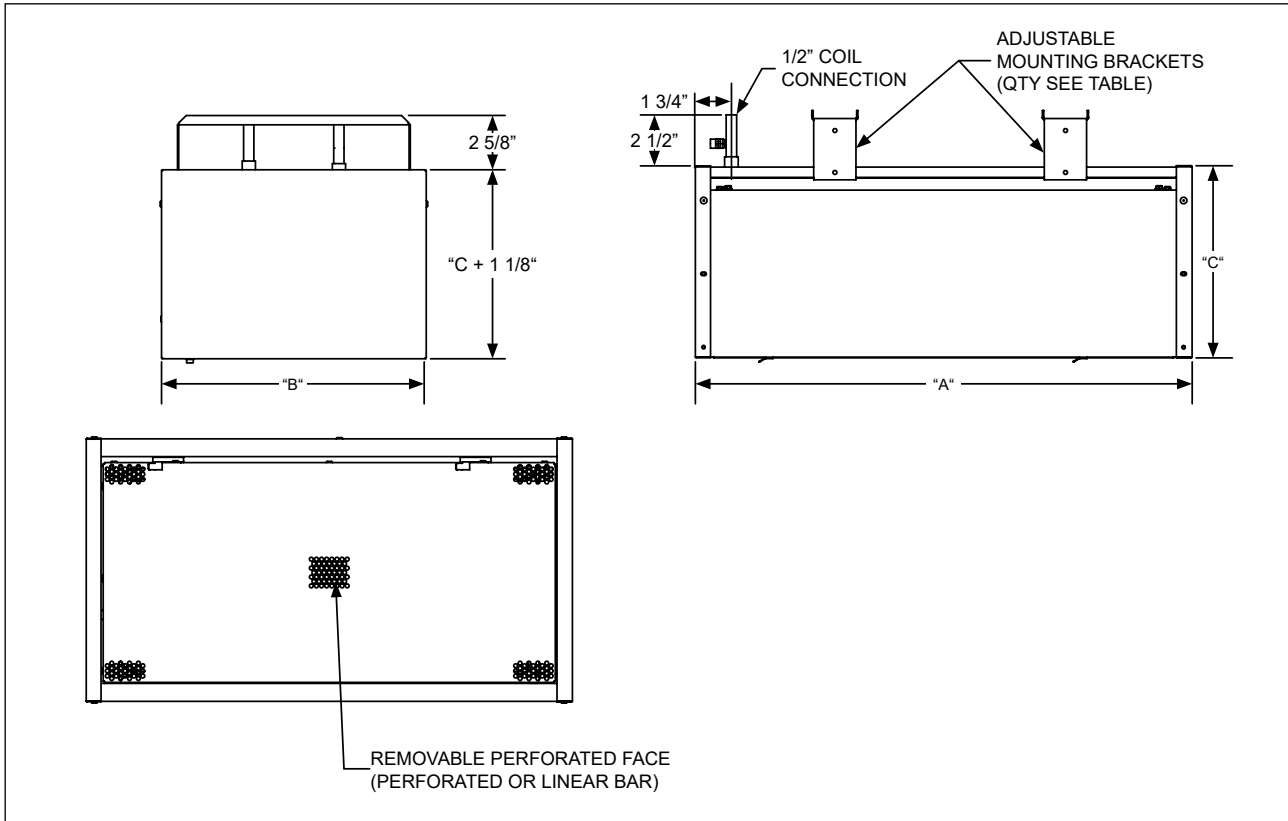 2 5/8”
“C + 1 1/8“
“B“
1/2” COIL
CONNECTION
ADJUSTABLE
MOUNTING BRACKETS
(QTY SEE TABLE)
1 3/4”
2 1/2”
“C“
“A“
REMOVABLE PERFORATED FACE
(PERFORATED OR LINEAR BAR)